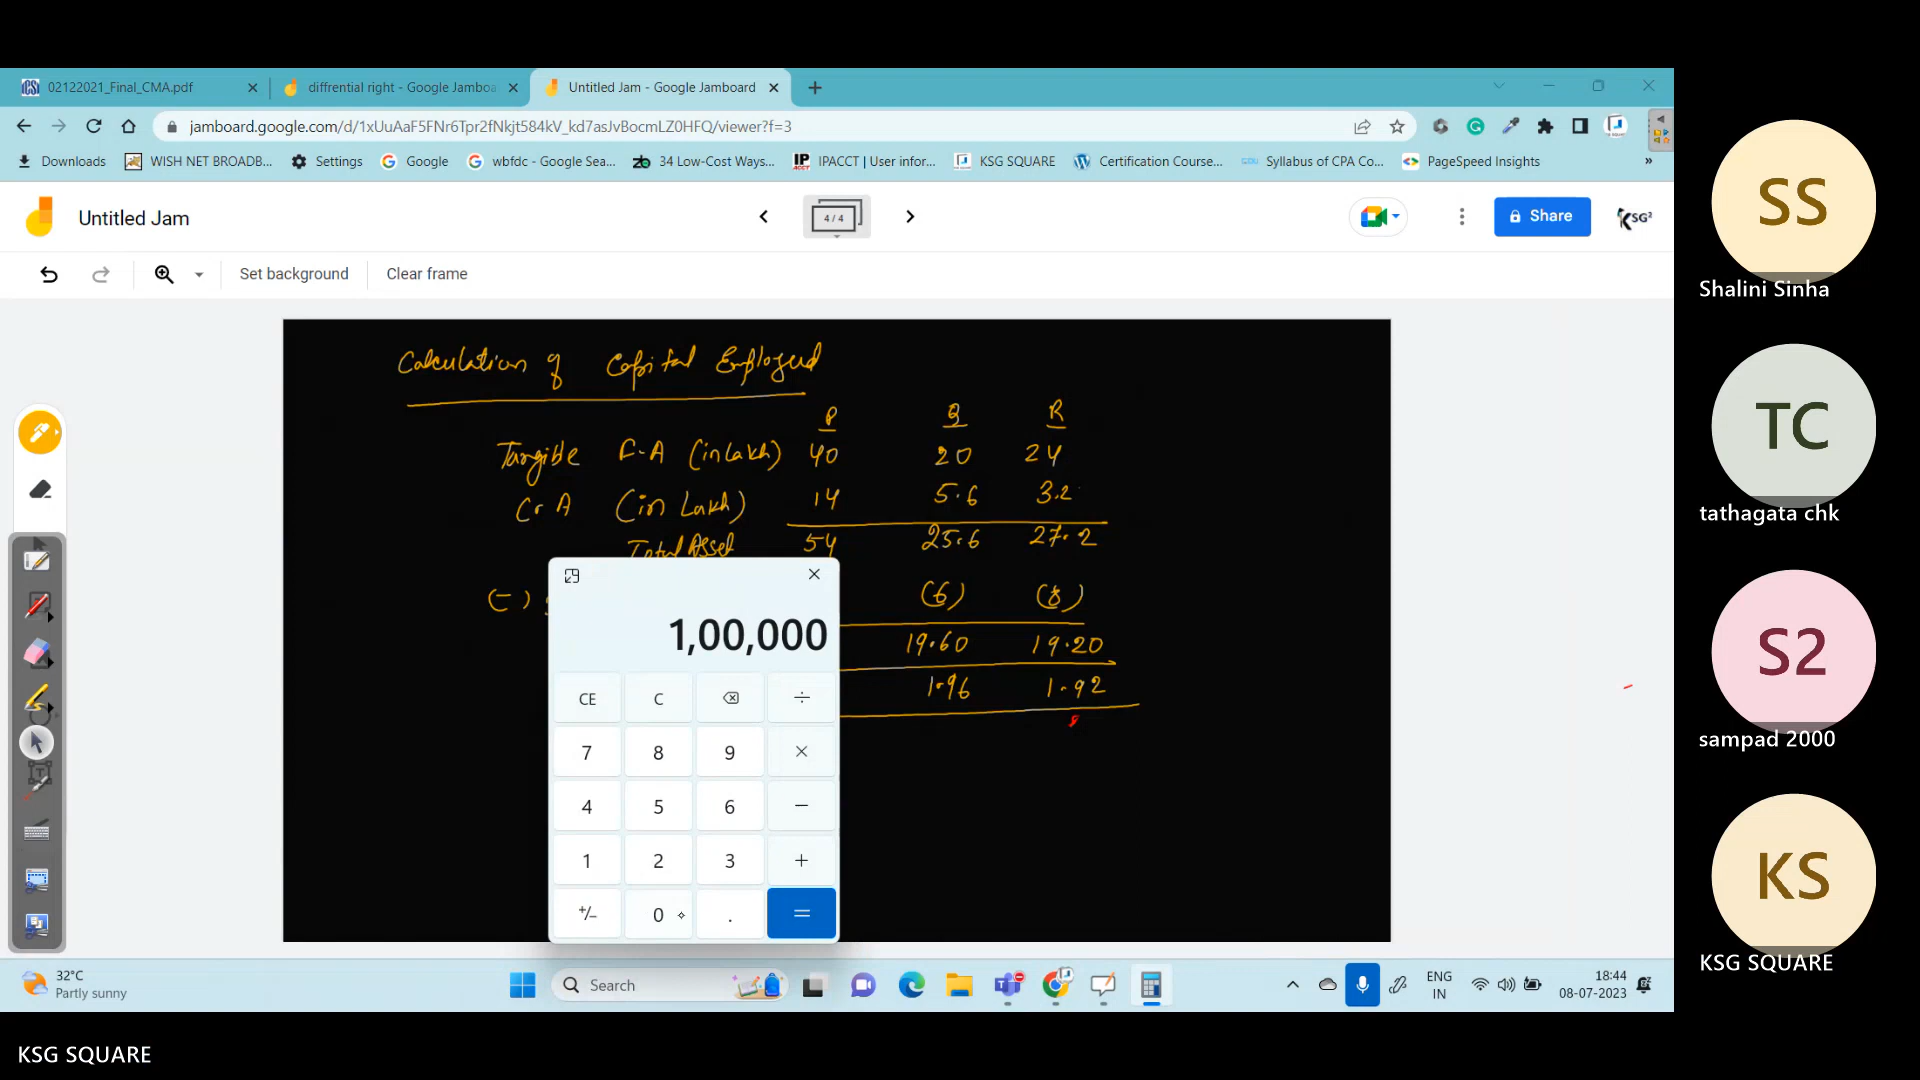 02122021_Final_CMA.pdf
diffrential right - Google Jamboa
Untitled Jam - Google Jamboard
jamboard.google.com/d/1xUuAaF5FNr6Tpr2fNkjt584kV_kd7asJvBocmLZ0HFQ/viewer?f=3
Downloads WISH NET BROADB... Settings Google wbfdc - Google Sea... 34 Low-Cost Ways... IPACCT | User infor... KSG SQUARE Certification Course... Syllabus of CPA Co... PageSpeed Insights »
Untitled Jam
4 / 4
Share
KSG²
Set background
Clear frame
Calculation of Capital Employed
P Q R
Tangible F.A (in Lakh) 40 20 24
Cr A (in Lakh) 14 5.6 3.2
Total Asset 54 25.6 27.2
(-) (6) (8)
19.60 19.20
1.96 1.92
1,00,000
CE C ÷
7 8 9 ×
4 5 6 −
1 2 3 +
+/− 0 . =
SS
Shalini Sinha
TC
tathagata chk
S2
sampad 2000
KS
KSG SQUARE
32°C
Partly sunny
Search
ENG
IN
18:44
08-07-2023
KSG SQUARE